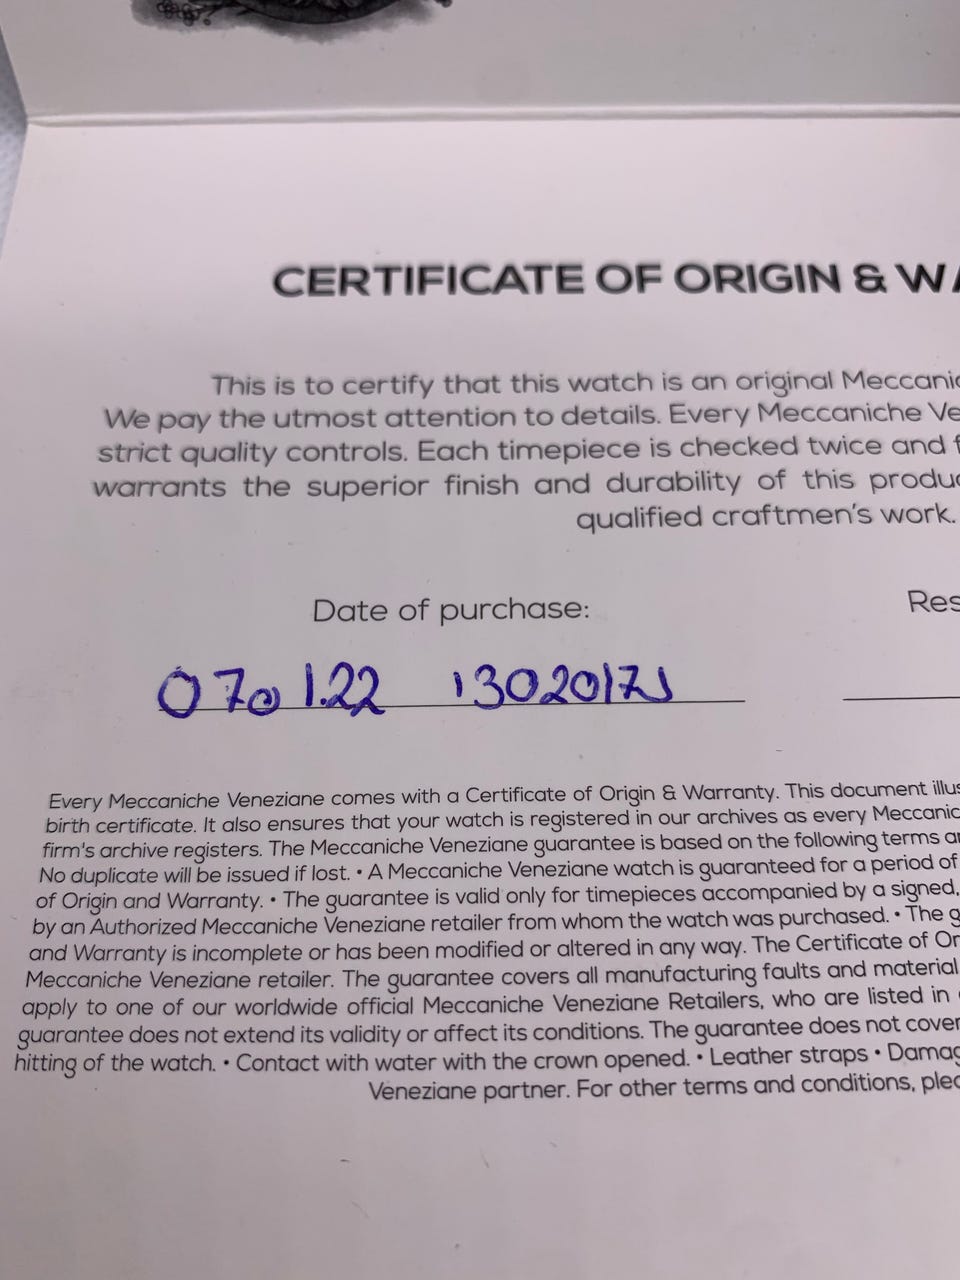 CERTIFICATE OF ORIGIN & WA
This is to certify that this watch is an original Meccanic
We pay the utmost attention to details. Every Meccaniche Ve
strict quality controls. Each timepiece is checked twice and f
warrants the superior finish and durability of this produc
qualified craftmen's work.
Date of purchase:
Res
0701.22 1302017J
Every Meccaniche Veneziane comes with a Certificate of Origin & Warranty. This document illus
birth certificate. It also ensures that your watch is registered in our archives as every Meccanic
firm's archive registers. The Meccaniche Veneziane guarantee is based on the following terms an
No duplicate will be issued if lost. • A Meccaniche Veneziane watch is guaranteed for a period of
of Origin and Warranty. • The guarantee is valid only for timepieces accompanied by a signed,
by an Authorized Meccaniche Veneziane retailer from whom the watch was purchased. • The g
and Warranty is incomplete or has been modified or altered in any way. The Certificate of Or
Meccaniche Veneziane retailer. The guarantee covers all manufacturing faults and material
apply to one of our worldwide official Meccaniche Veneziane Retailers, who are listed in
guarantee does not extend its validity or affect its conditions. The guarantee does not cover
hitting of the watch. • Contact with water with the crown opened. • Leather straps • Damag
Veneziane partner. For other terms and conditions, plea